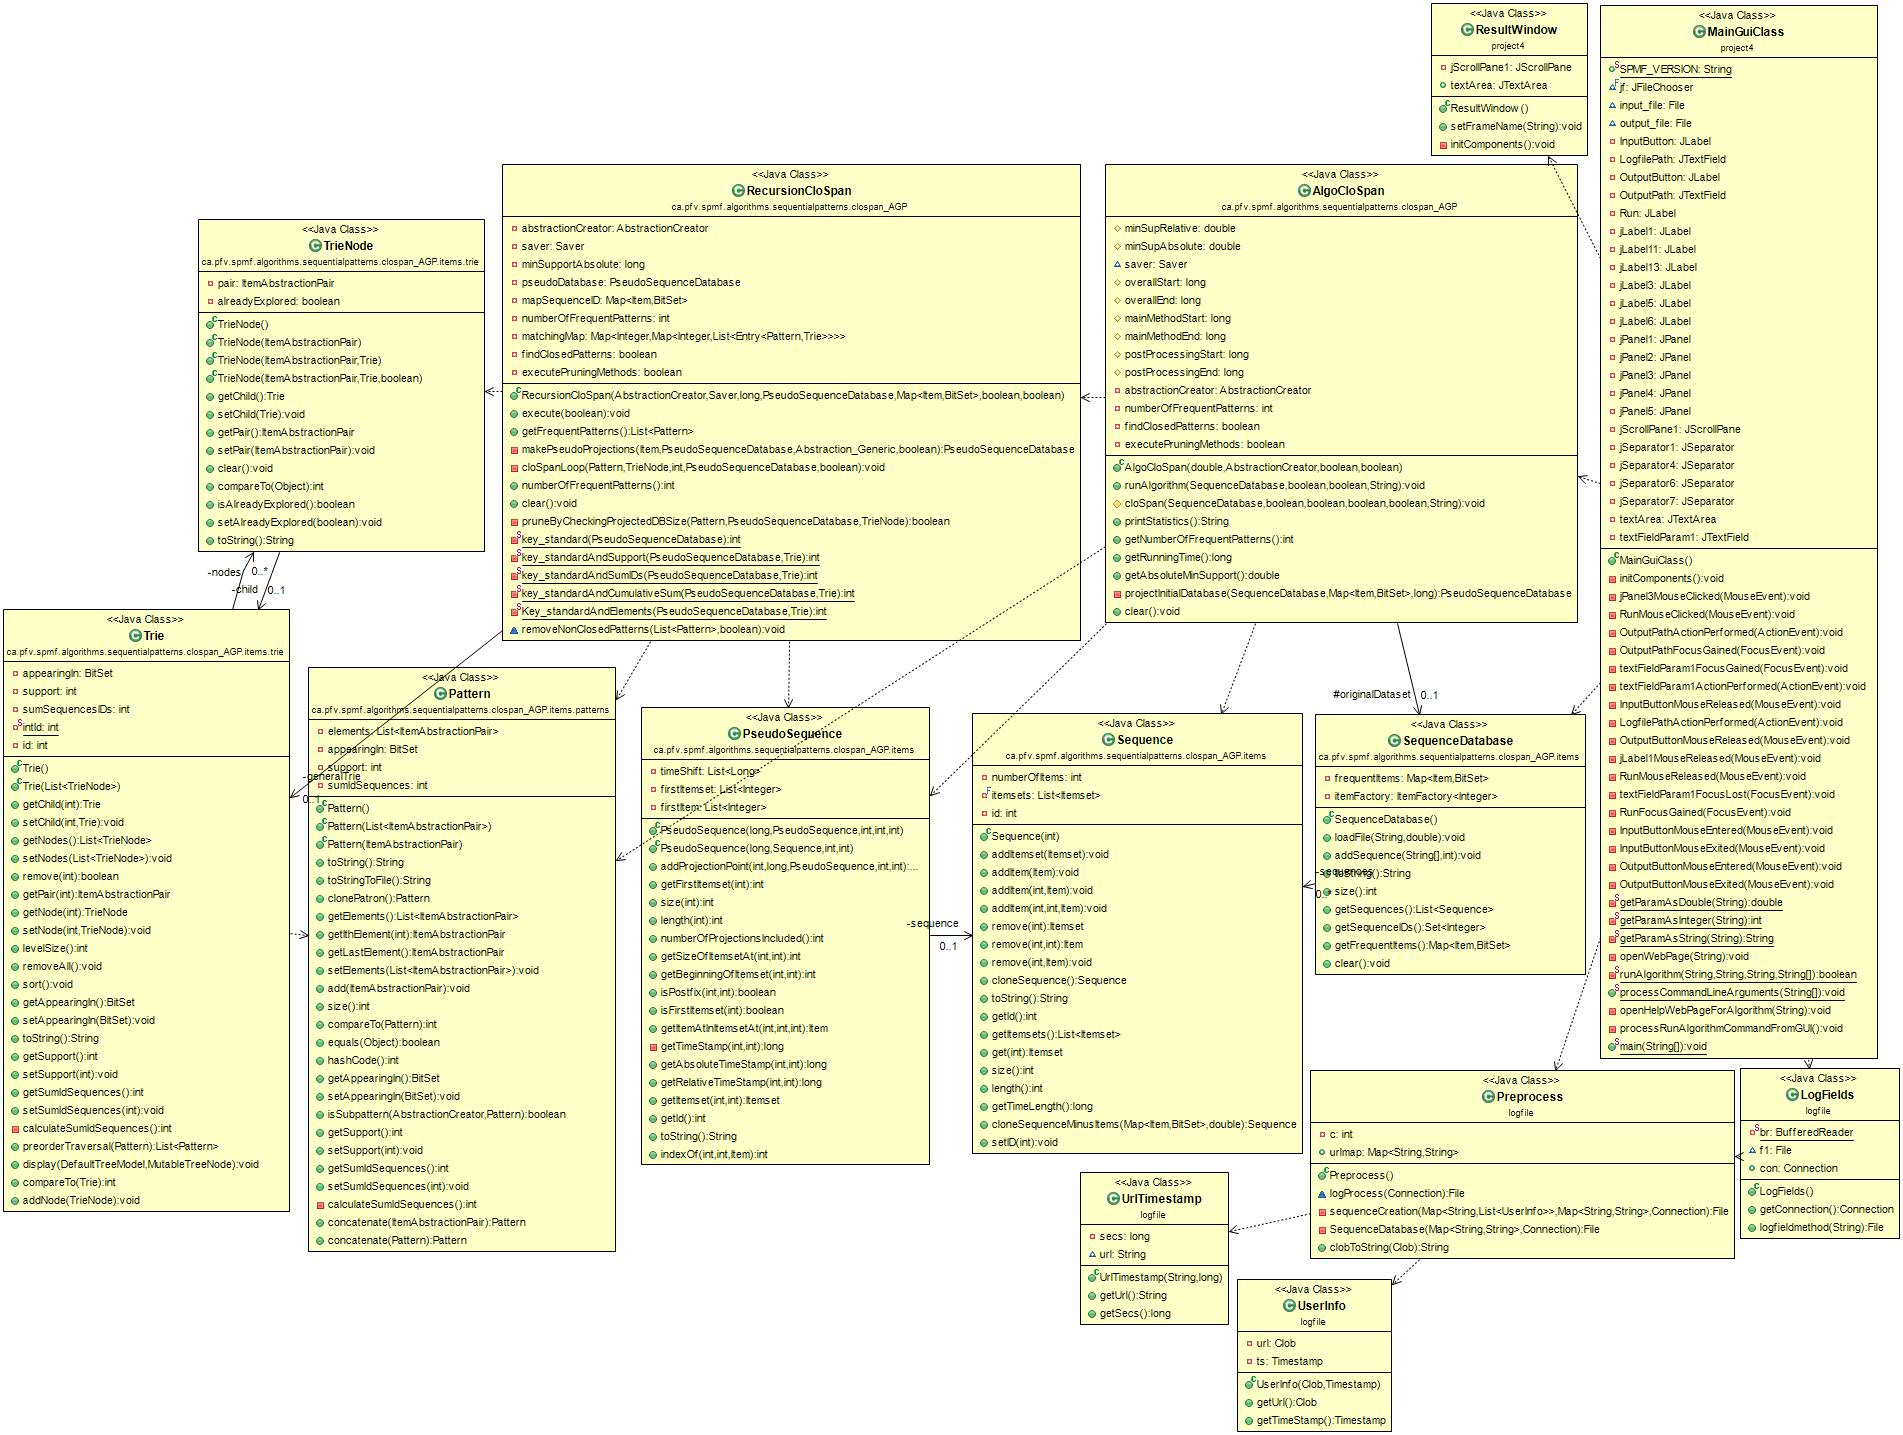 <<Java Class>>
ResultWindow
project4
jScrollPane1: JScrollPane
textArea: JTextArea
ResultWindow()
setFrameName(String):void
initComponents():void
<<Java Class>>
MainGuiClass
project4
SPMF_VERSION: String
jf: JFileChooser
input_file: File
output_file: File
InputButton: JLabel
LogfilePath: JTextField
OutputButton: JLabel
OutputPath: JTextField
Run: JLabel
jLabel1: JLabel
jLabel11: JLabel
jLabel13: JLabel
jLabel3: JLabel
jLabel5: JLabel
jLabel6: JLabel
jPanel1: JPanel
jPanel2: JPanel
jPanel3: JPanel
jPanel4: JPanel
jPanel5: JPanel
jScrollPane1: JScrollPane
jSeparator1: JSeparator
jSeparator4: JSeparator
jSeparator6: JSeparator
jSeparator7: JSeparator
textArea: JTextArea
textFieldParam1: JTextField
MainGuiClass()
initComponents():void
jPanel3MouseClicked(MouseEvent):void
RunMouseClicked(MouseEvent):void
OutputPathActionPerformed(ActionEvent):void
OutputPathFocusGained(FocusEvent):void
textFieldParam1FocusGained(FocusEvent):void
textFieldParam1ActionPerformed(ActionEvent):void
InputButtonMouseReleased(MouseEvent):void
LogfilePathActionPerformed(ActionEvent):void
OutputButtonMouseReleased(MouseEvent):void
jLabel1MouseReleased(MouseEvent):void
RunMouseReleased(MouseEvent):void
textFieldParam1FocusLost(FocusEvent):void
RunFocusGained(FocusEvent):void
InputButtonMouseEntered(MouseEvent):void
InputButtonMouseExited(MouseEvent):void
OutputButtonMouseEntered(MouseEvent):void
OutputButtonMouseExited(MouseEvent):void
getParamAsDouble(String):double
getParamAsInteger(String):int
getParamAsString(String):String
openWebPage(String):void
runAlgorithm(String,String,String,String[]):boolean
processCommandLineArguments(String[]):void
openHelpWebPageForAlgorithm(String):void
processRunAlgorithmCommandFromGUI():void
main(String[]):void
<<Java Class>>
RecursionCloSpan
ca.pfv.spmf.algorithms.sequentialpatterns.clospan_AGP
abstractionCreator: AbstractionCreator
saver: Saver
minSupportAbsolute: long
pseudoDatabase: PseudoSequenceDatabase
mapSequenceID: Map<Item,BitSet>
numberOfFrequentPatterns: int
matchingMap: Map<Integer,Map<Integer,List<Entry<Pattern,Trie>>>>
findClosedPatterns: boolean
executePruningMethods: boolean
RecursionCloSpan(AbstractionCreator,Saver,long,PseudoSequenceDatabase,Map<Item,BitSet>,boolean,boolean)
execute(boolean):void
getFrequentPatterns():List<Pattern>
makePseudoProjections(Item,PseudoSequenceDatabase,Abstraction_Generic,boolean):PseudoSequenceDatabase
cloSpanLoop(Pattern,TrieNode,int,PseudoSequenceDatabase,boolean):void
numberOfFrequentPatterns():int
clear():void
pruneByCheckingProjectedDBSize(Pattern,PseudoSequenceDatabase,TrieNode):boolean
key_standard(PseudoSequenceDatabase):int
key_standardAndSupport(PseudoSequenceDatabase,Trie):int
key_standardAndSumIDs(PseudoSequenceDatabase,Trie):int
key_standardAndCumulativeSum(PseudoSequenceDatabase,Trie):int
Key_standardAndElements(PseudoSequenceDatabase,Trie):int
removeNonClosedPatterns(List<Pattern>,boolean):void
<<Java Class>>
AlgoCloSpan
ca.pfv.spmf.algorithms.sequentialpatterns.clospan_AGP
minSupRelative: double
minSupAbsolute: double
saver: Saver
overallStart: long
overallEnd: long
mainMethodStart: long
mainMethodEnd: long
postProcessingStart: long
postProcessingEnd: long
abstractionCreator: AbstractionCreator
numberOfFrequentPatterns: int
findClosedPatterns: boolean
executePruningMethods: boolean
AlgoCloSpan(double,AbstractionCreator,boolean,boolean)
runAlgorithm(SequenceDatabase,boolean,boolean,String):void
cloSpan(SequenceDatabase,boolean,boolean,boolean,boolean,String):void
printStatistics():String
getNumberOfFrequentPatterns():int
getRunningTime():long
getAbsoluteMinSupport():double
projectInitialDatabase(SequenceDatabase,Map<Item,BitSet>,long):PseudoSequenceDatabase
clear():void
<<Java Class>>
TrieNode
ca.pfv.spmf.algorithms.sequentialpatterns.clospan_AGP.items.trie
pair: ItemAbstractionPair
alreadyExplored: boolean
TrieNode()
TrieNode(ItemAbstractionPair)
TrieNode(ItemAbstractionPair,Trie)
TrieNode(ItemAbstractionPair,Trie,boolean)
getChild():Trie
setChild(Trie):void
getPair():ItemAbstractionPair
setPair(ItemAbstractionPair):void
clear():void
compareTo(Object):int
isAlreadyExplored():boolean
setAlreadyExplored(boolean):void
toString():String
-nodes 0..*
-child 0..1
<<Java Class>>
Trie
ca.pfv.spmf.algorithms.sequentialpatterns.clospan_AGP.items.trie
appearingIn: BitSet
support: int
sumSequencesIDs: int
intId: int
id: int
Trie()
Trie(List<TrieNode>)
getChild(int):Trie
setChild(int,Trie):void
getNodes():List<TrieNode>
setNodes(List<TrieNode>):void
remove(int):boolean
getPair(int):ItemAbstractionPair
getNode(int):TrieNode
setNode(int,TrieNode):void
levelSize():int
removeAll():void
sort():void
getAppearingIn():BitSet
setAppearingIn(BitSet):void
toString():String
getSupport():int
setSupport(int):void
getSumIdSequences():int
setSumIdSequences(int):void
calculateSumIdSequences():int
preorderTraversal(Pattern):List<Pattern>
display(DefaultTreeModel,MutableTreeNode):void
compareTo(Trie):int
addNode(TrieNode):void
-generalTrie
0..1
<<Java Class>>
Pattern
ca.pfv.spmf.algorithms.sequentialpatterns.clospan_AGP.items.patterns
elements: List<ItemAbstractionPair>
appearingIn: BitSet
support: int
sumIdSequences: int
Pattern()
Pattern(List<ItemAbstractionPair>)
Pattern(ItemAbstractionPair)
toString():String
toStringToFile():String
clonePatron():Pattern
getElements():List<ItemAbstractionPair>
getIthElement(int):ItemAbstractionPair
getLastElement():ItemAbstractionPair
setElements(List<ItemAbstractionPair>):void
add(ItemAbstractionPair):void
size():int
compareTo(Pattern):int
equals(Object):boolean
hashCode():int
getAppearingIn():BitSet
setAppearingIn(BitSet):void
isSubpattern(AbstractionCreator,Pattern):boolean
getSupport():int
setSupport(int):void
getSumIdSequences():int
setSumIdSequences(int):void
calculateSumIdSequences():int
concatenate(ItemAbstractionPair):Pattern
concatenate(Pattern):Pattern
<<Java Class>>
PseudoSequence
ca.pfv.spmf.algorithms.sequentialpatterns.clospan_AGP.items
timeShift: List<Long>
firstItemset: List<Integer>
firstItem: List<Integer>
PseudoSequence(long,PseudoSequence,int,int,int)
PseudoSequence(long,Sequence,int,int)
addProjectionPoint(int,long,PseudoSequence,int,int):...
getFirstItemset(int):int
size(int):int
length(int):int
numberOfProjectionsIncluded():int
getSizeOfItemsetAt(int,int):int
getBeginningOfItemset(int,int):int
isPostfix(int,int):boolean
isFirstItemset(int):boolean
getItemAtInItemsetAt(int,int,int):Item
getTimeStamp(int,int):long
getAbsoluteTimeStamp(int,int):long
getRelativeTimeStamp(int,int):long
getItemset(int,int):Itemset
getId():int
toString():String
indexOf(int,int,Item):int
-sequence
0..1
<<Java Class>>
Sequence
ca.pfv.spmf.algorithms.sequentialpatterns.clospan_AGP.items
numberOfItems: int
itemsets: List<Itemset>
id: int
Sequence(int)
addItemset(Itemset):void
addItem(Item):void
addItem(int,Item):void
addItem(int,int,Item):void
remove(int):Itemset
remove(int,int):Item
remove(int,Item):void
cloneSequence():Sequence
toString():String
getId():int
getItemsets():List<Itemset>
get(int):Itemset
size():int
length():int
getTimeLength():long
cloneSequenceMinusItems(Map<Item,BitSet>,double):Sequence
setID(int):void
#originalDataset 0..1
<<Java Class>>
SequenceDatabase
ca.pfv.spmf.algorithms.sequentialpatterns.clospan_AGP.items
frequentItems: Map<Item,BitSet>
itemFactory: ItemFactory<Integer>
SequenceDatabase()
loadFile(String,double):void
addSequence(String[],int):void
toString():String
-sequences
size():int
0..*
getSequences():List<Sequence>
getSequenceIDs():Set<Integer>
getFrequentItems():Map<Item,BitSet>
clear():void
<<Java Class>>
Preprocess
logfile
c: int
urlmap: Map<String,String>
Preprocess()
logProcess(Connection):File
sequenceCreation(Map<String,List<UserInfo>>,Map<String,String>,Connection):File
SequenceDatabase(Map<String,String>,Connection):File
clobToString(Clob):String
<<Java Class>>
LogFields
logfile
br: BufferedReader
f1: File
con: Connection
LogFields()
getConnection():Connection
logfieldmethod(String):File
<<Java Class>>
UrlTimestamp
logfile
secs: long
url: String
UrlTimestamp(String,long)
getUrl():String
getSecs():long
<<Java Class>>
UserInfo
logfile
url: Clob
ts: Timestamp
UserInfo(Clob,Timestamp)
getUrl():Clob
getTimeStamp():Timestamp